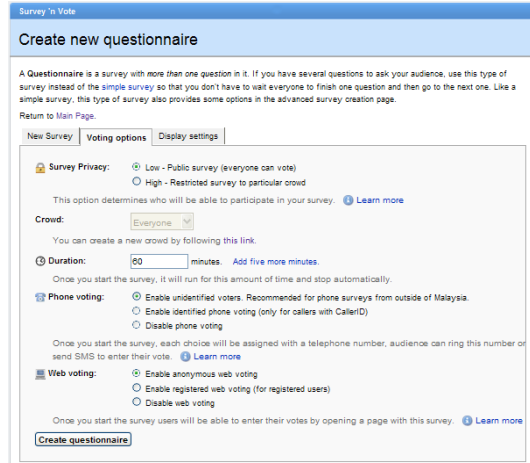 Survey 'n Vote
Create new questionnaire
A Questionnaire is a survey with more than one question in it. If you have several questions to ask your audience, use this type of
survey instead of the simple survey so that you don't have to wait everyone to finish one question and then go to the next one. Like a
simple survey, this type of survey also provides some options in the advanced survey creation page.
Return to Main Page.
New Survey Voting options Display settings
Survey Privacy: Low - Public survey (everyone can vote)
High - Restricted survey to particular crowd
This option determines who will be able to participate in your survey. Learn more
Crowd: Everyone
You can create a new crowd by following this link.
Duration: 60 minutes. Add five more minutes.
Once you start the survey, it will run for this amount of time and stop automatically.
Phone voting: Enable unidentified voters. Recommended for phone surveys from outside of Malaysia.
Enable identified phone voting (only for callers with CallerID)
Disable phone voting
Once you start the survey, each choice will be assigned with a telephone number, audience can ring this number or
send SMS to enter their vote. Learn more
Web voting: Enable anonymous web voting
Enable registered web voting (for registered users)
Disable web voting
Once you start the survey users will be able to enter their votes by opening a page with this survey. Learn more
Create questionnaire